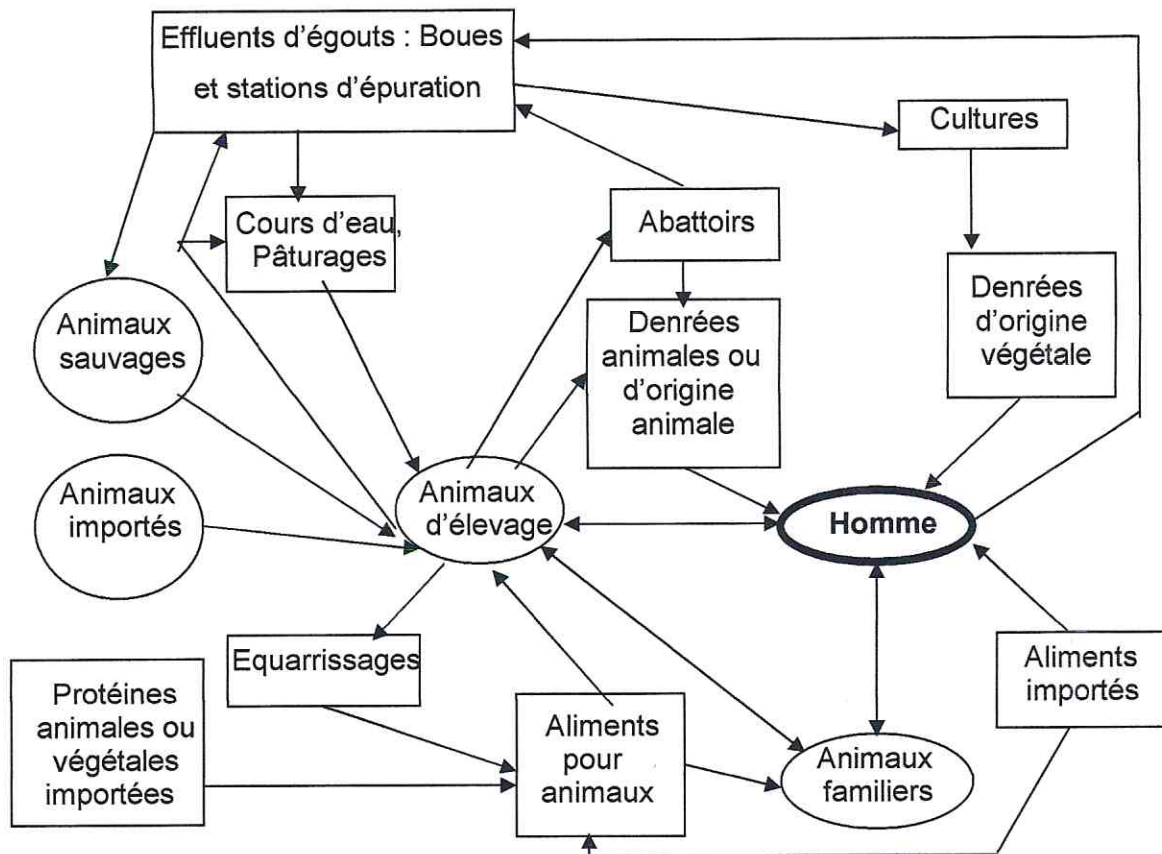 Effluents d'égouts : Boues
et stations d'épuration
Cultures
Cours d'eau,
Pâturages
Abattoirs
Denrées
d'origine
végétale
Animaux
sauvages
Denrées
animales ou
d'origine
animale
Animaux
importés
Animaux
d'élevage
Homme
Equarrissages
Aliments
importés
Protéines
animales ou
végétales
importées
Aliments
pour
animaux
Animaux
familiers